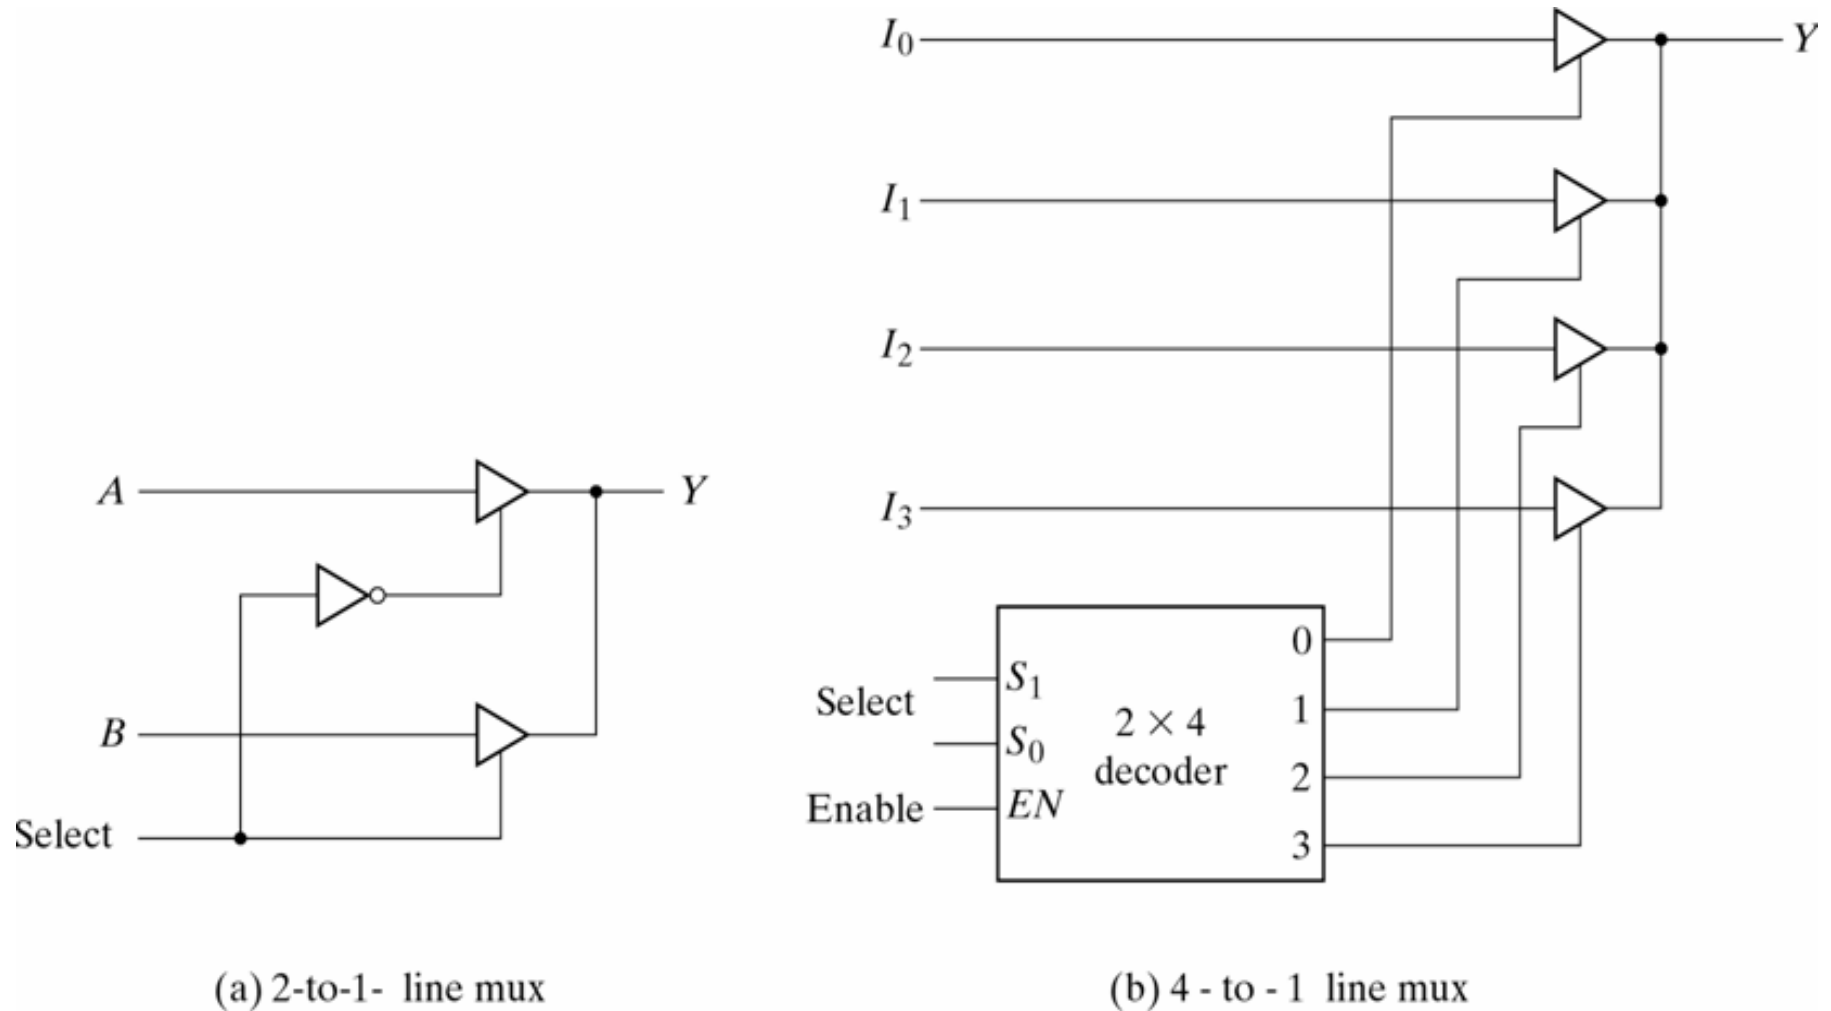 A
Y
B
Select
(a) 2-to-1- line mux
I0
Y
I1
I2
I3
Select
S1
S0
Enable
EN
2 × 4
decoder
0
1
2
3
(b) 4 - to - 1 line mux